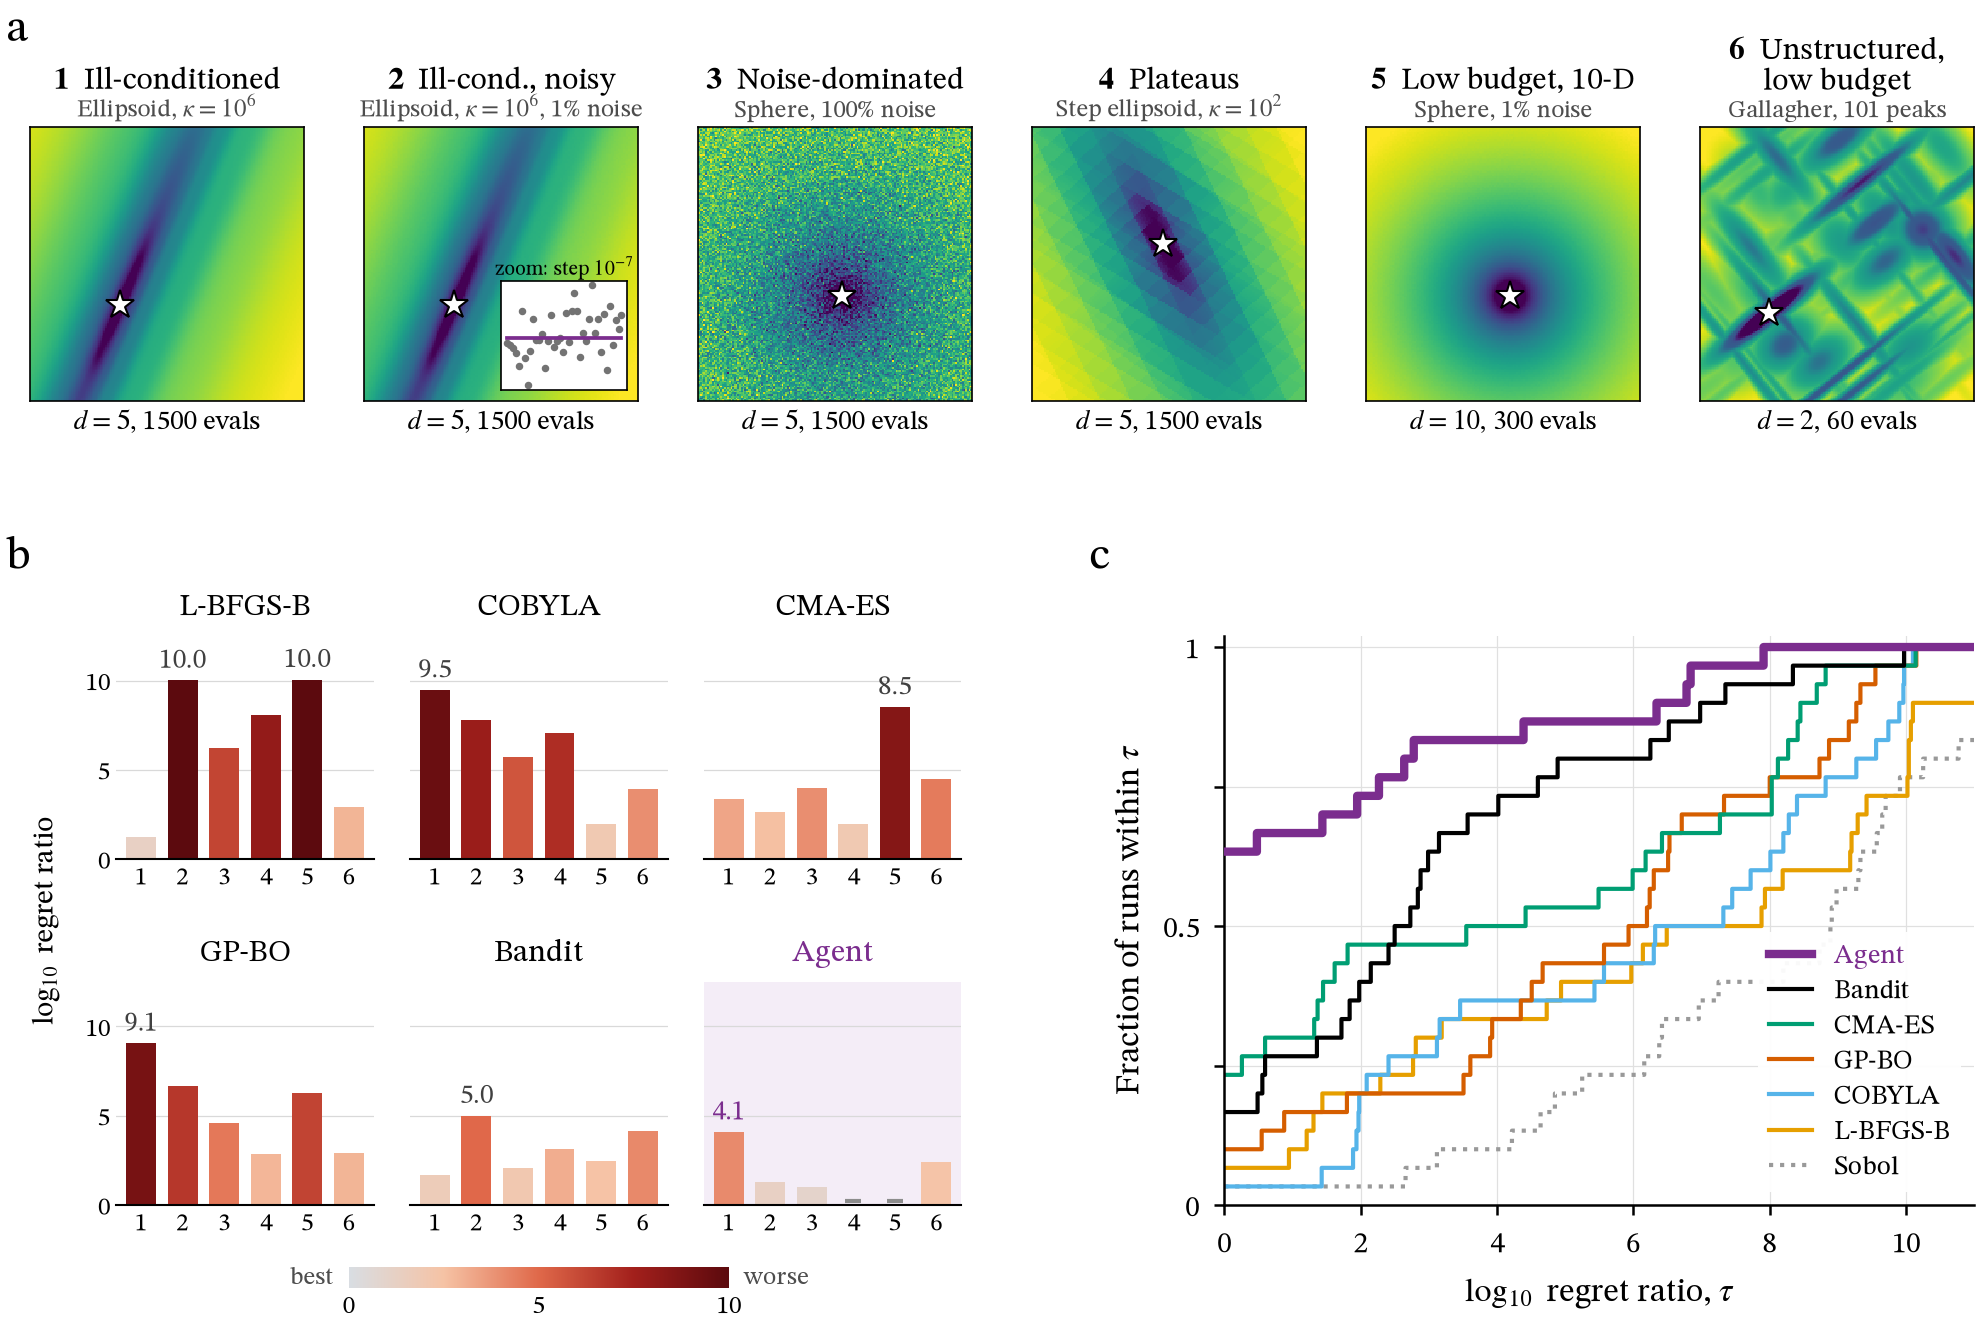 a
1 Ill-conditioned
Ellipsoid, κ = 10⁶
2 Ill-cond., noisy
Ellipsoid, κ = 10⁶, 1% noise
3 Noise-dominated
Sphere, 100% noise
4 Plateaus
Step ellipsoid, κ = 10²
5 Low budget, 10-D
Sphere, 1% noise
6 Unstructured,
low budget
Gallagher, 101 peaks
zoom: step 10⁻⁷
d = 5, 1500 evals
d = 5, 1500 evals
d = 5, 1500 evals
d = 5, 1500 evals
d = 10, 300 evals
d = 2, 60 evals
b
log₁₀ regret ratio
L-BFGS-B
10.0
10.0
10
5
0
1 2 3 4 5 6
COBYLA
9.5
1 2 3 4 5 6
CMA-ES
8.5
1 2 3 4 5 6
GP-BO
9.1
10
5
0
1 2 3 4 5 6
Bandit
5.0
1 2 3 4 5 6
Agent
4.1
1 2 3 4 5 6
best
worse
0 5 10
c
Fraction of runs within τ
1
0.5
0
Agent
Bandit
CMA-ES
GP-BO
COBYLA
L-BFGS-B
Sobol
0 2 4 6 8 10
log₁₀ regret ratio, τ